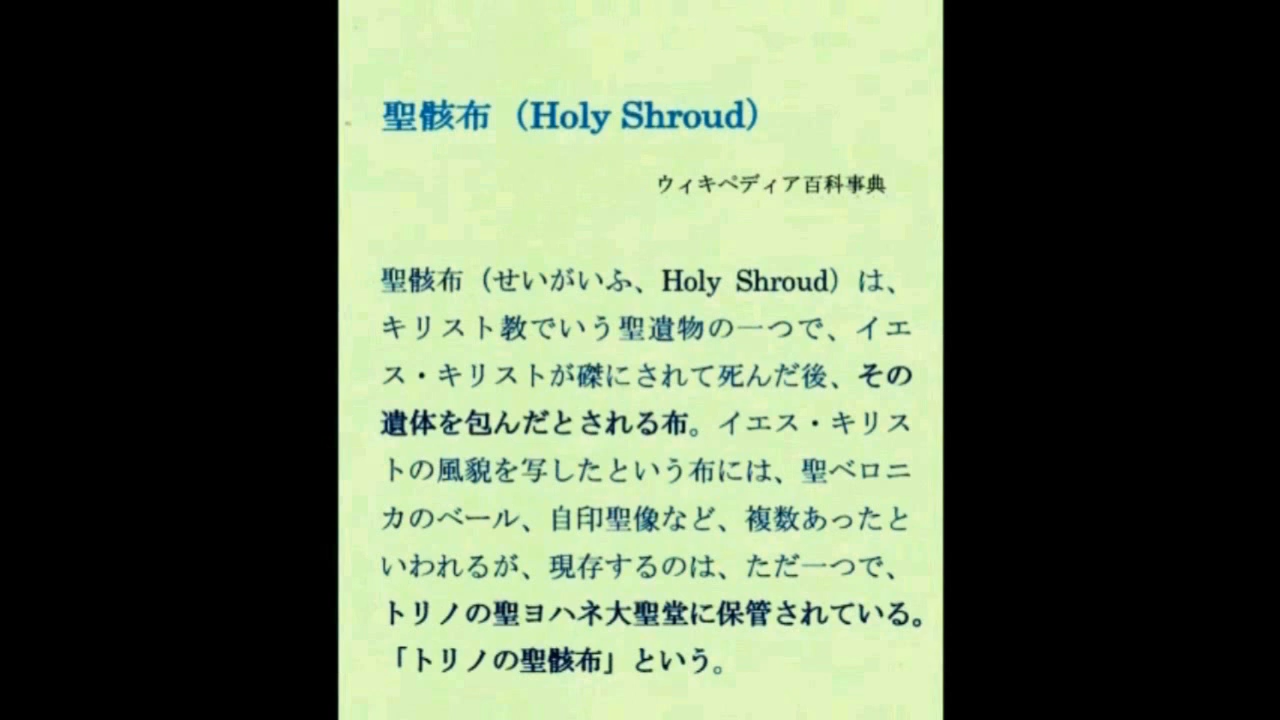 聖骸布（Holy Shroud）
ウィキペディア百科事典
聖骸布（せいがいふ、Holy Shroud）は、
キリスト教でいう聖遺物の一つで、イエ
ス・キリストが磔にされて死んだ後、その
遺体を包んだとされる布。イエス・キリス
トの風貌を写したという布には、聖ベロニ
カのベール、自印聖像など、複数あったと
いわれるが、現存するのは、ただ一つで、
トリノの聖ヨハネ大聖堂に保管されている。
「トリノの聖骸布」という。